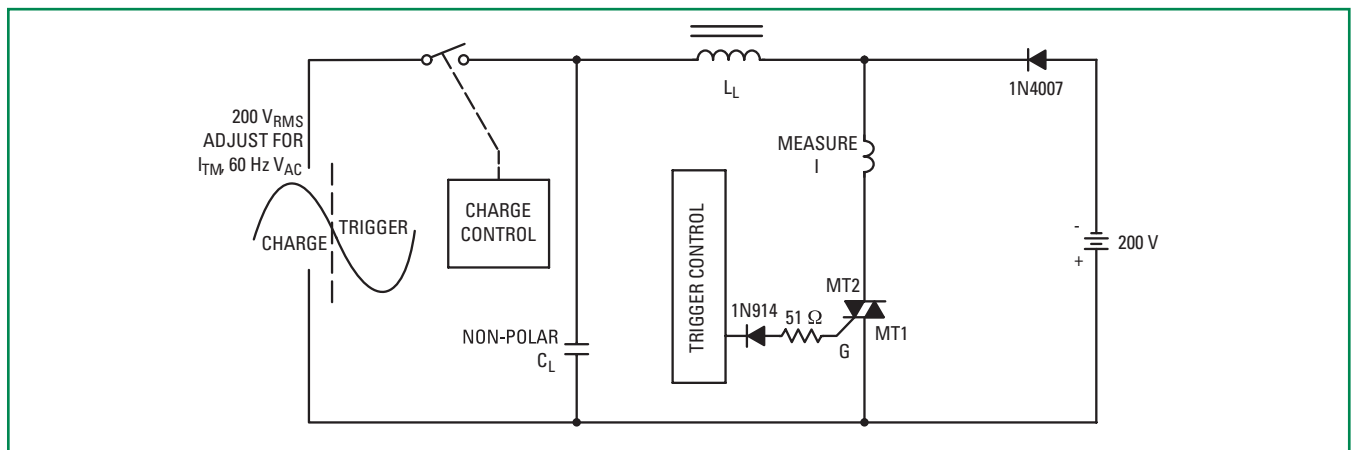 200 V_RMS
ADJUST FOR
I_TM, 60 Hz V_AC
CHARGE
TRIGGER
CHARGE
CONTROL
NON-POLAR
C_L
L_L
MEASURE
I
TRIGGER CONTROL
1N914
51 Ω
G
MT2
MT1
1N4007
-
+
200 V